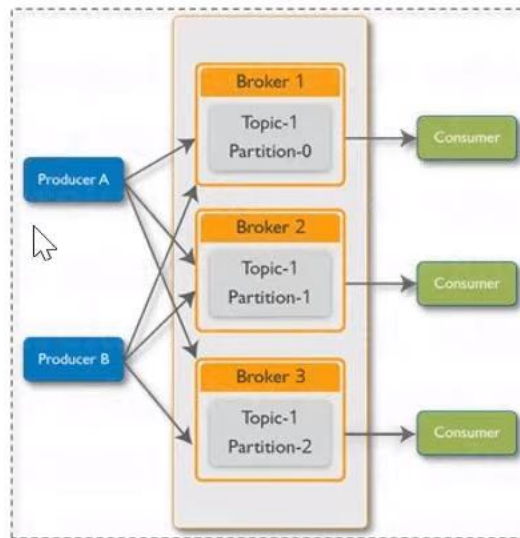 Broker 1
Topic-1
Partition-0
Consumer
Producer A
Broker 2
Topic-1
Partition-1
Consumer
Producer B
Broker 3
Topic-1
Partition-2
Consumer